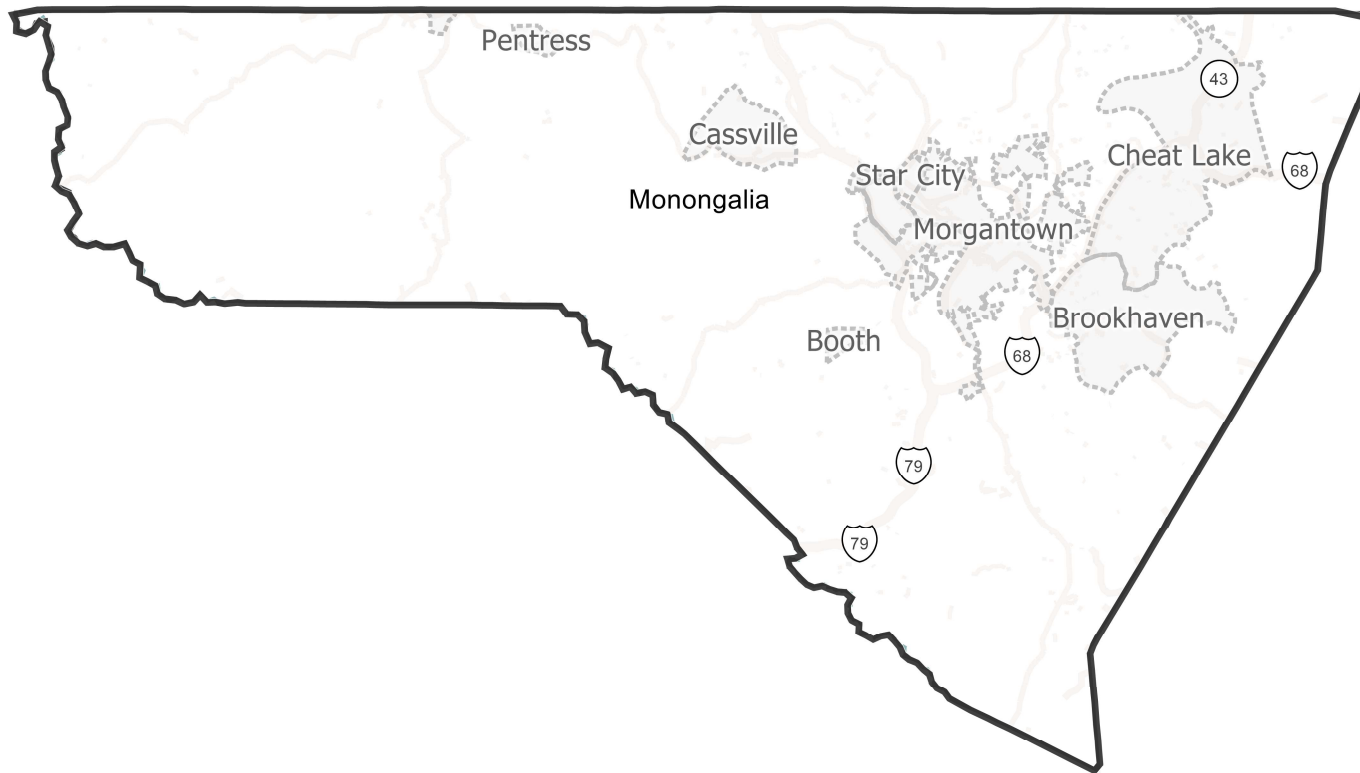 Pentress
43
Cassville
Cheat Lake
68
Star City
Monongalia
Morgantown
Brookhaven
Booth
68
79
79